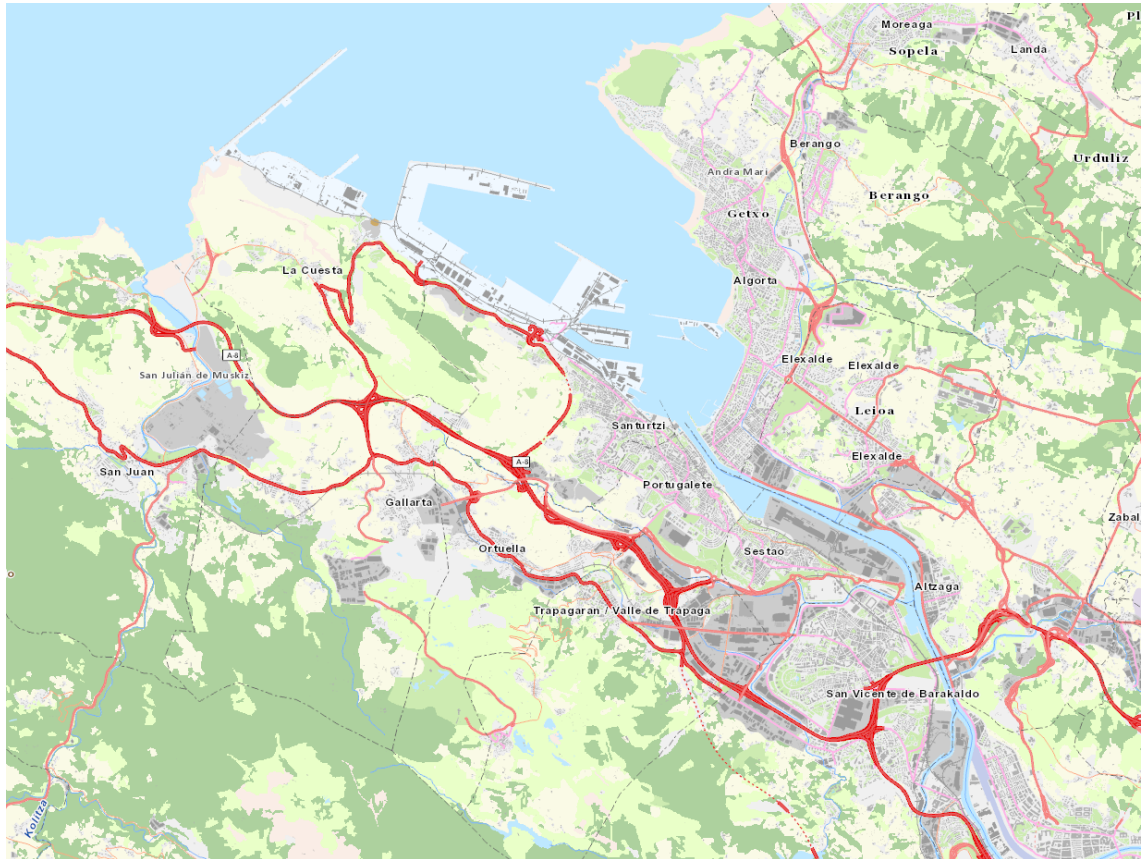 Pl
Moreaga
Sopela
Landa
Berango
Urduliz
Andra Mari
Berango
Getxo
La Cuesta
Algorta
A-8
Elexalde
Elexalde
San Julián de Muskiz
Leioa
Santurtzi
Elexalde
A-8
San Juan
Portugalete
Gallarta
Zabal
Ortuella
Sestao
o
Altzaga
Trapagaran / Valle de Trápaga
San Vicente de Barakaldo
Kolitza